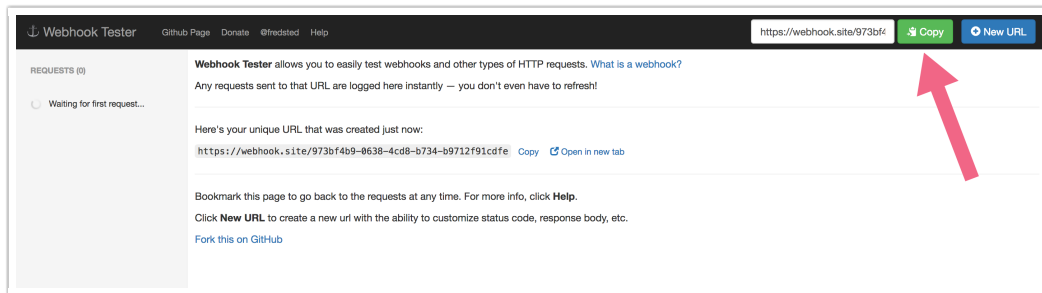 Webhook Tester Github Page Donate @fredsted Help https://webhook.site/973bf4 Copy New URL
REQUESTS (0)
Waiting for first request...
Webhook Tester allows you to easily test webhooks and other types of HTTP requests. What is a webhook?
Any requests sent to that URL are logged here instantly — you don't even have to refresh!
Here's your unique URL that was created just now:
https://webhook.site/973bf4b9-0638-4cd8-b734-b9712f91cdfe Copy Open in new tab
Bookmark this page to go back to the requests at any time. For more info, click Help.
Click New URL to create a new url with the ability to customize status code, response body, etc.
Fork this on GitHub